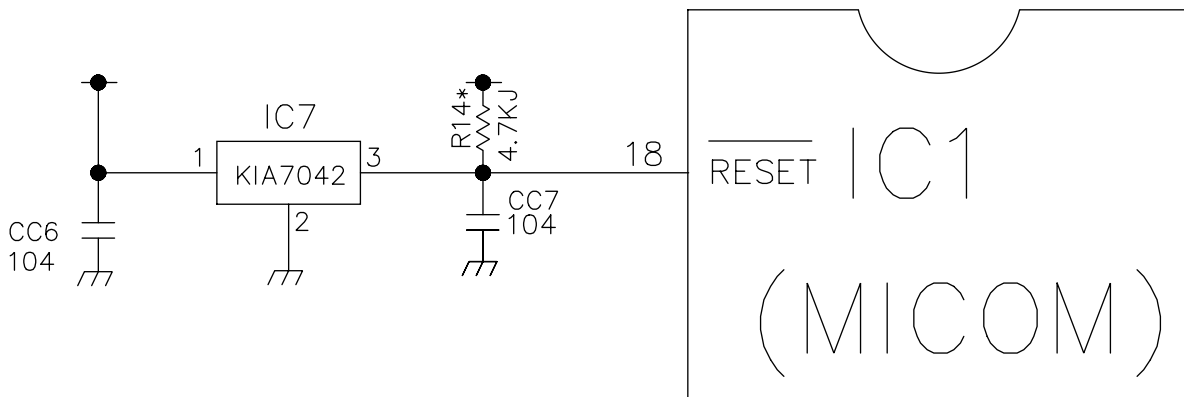 IC7
1
KIA7042
3
2
CC6
104
R14*
4.7KJ
CC7
104
18
RESET
IC1
(MICOM)